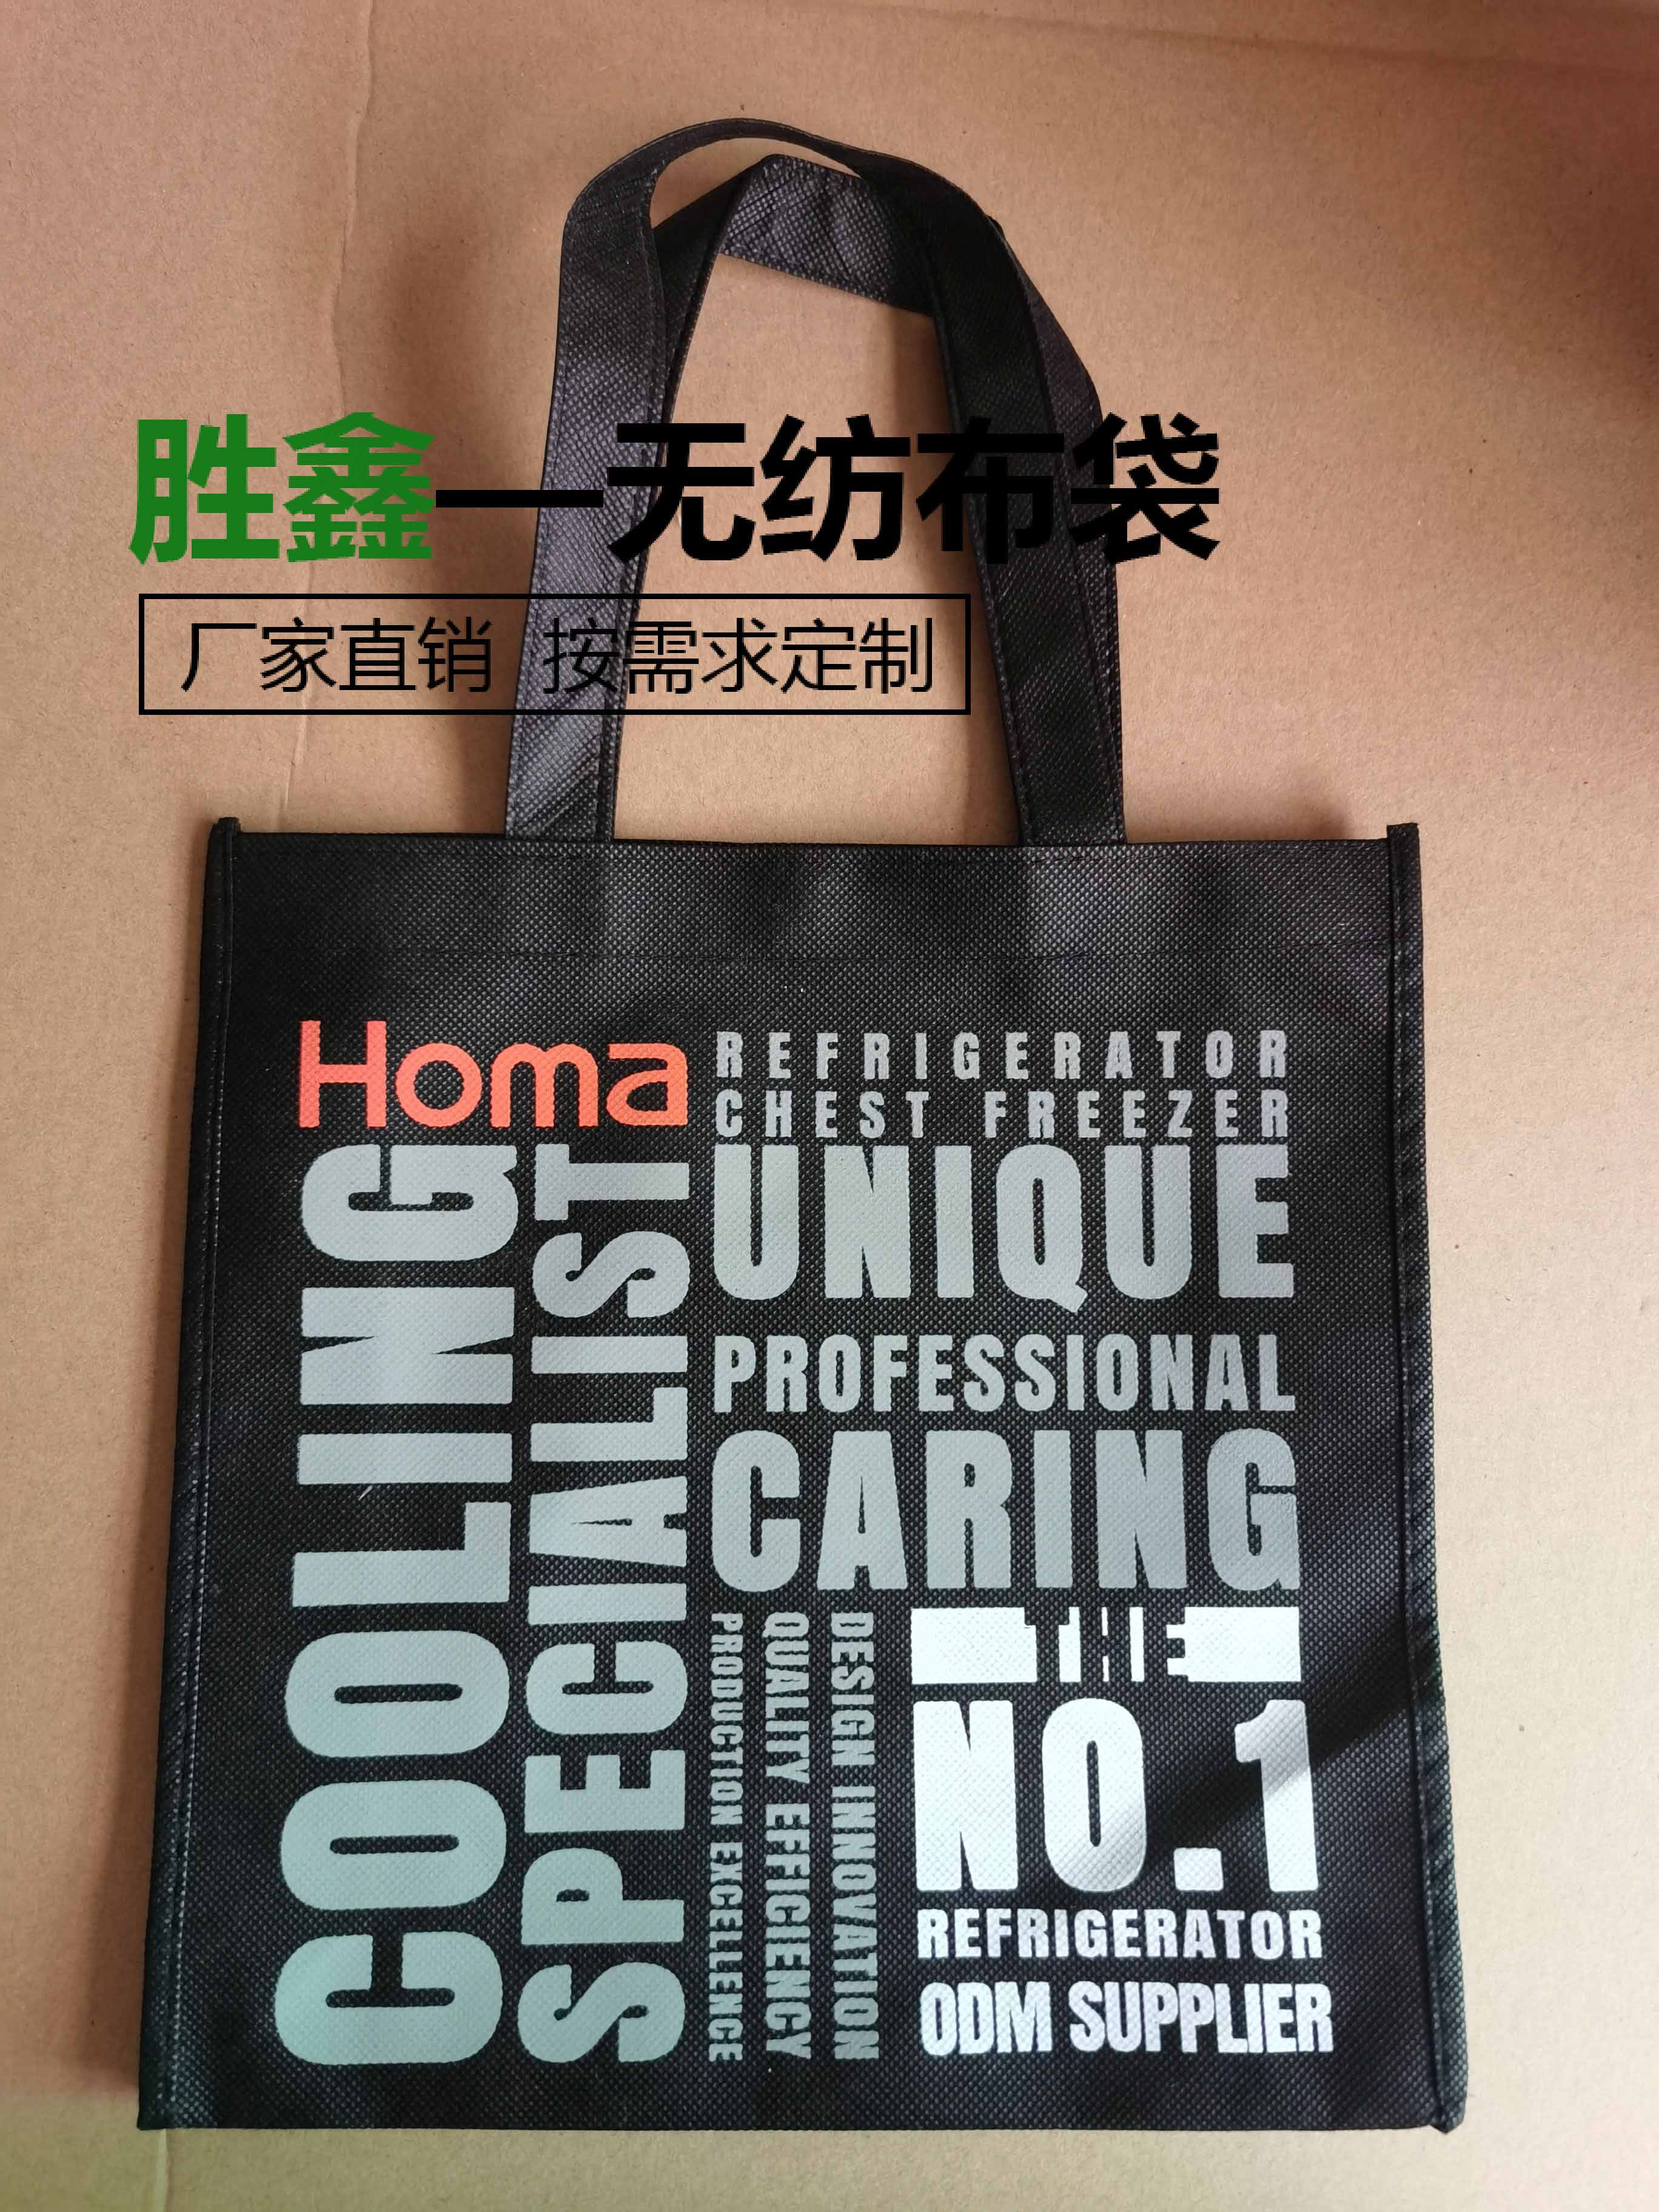 胜鑫—无纺布袋
厂家直销 按需求定制
Homa
COOLING
SPECIALIST
REFRIGERATOR
CHEST FREEZER
UNIQUE
PROFESSIONAL
CARING
PRODUCTION EXCELLENCE
QUALITY EFFICIENCY
DESIGN INNOVATION
THE
NO.1
REFRIGERATOR
ODM SUPPLIER